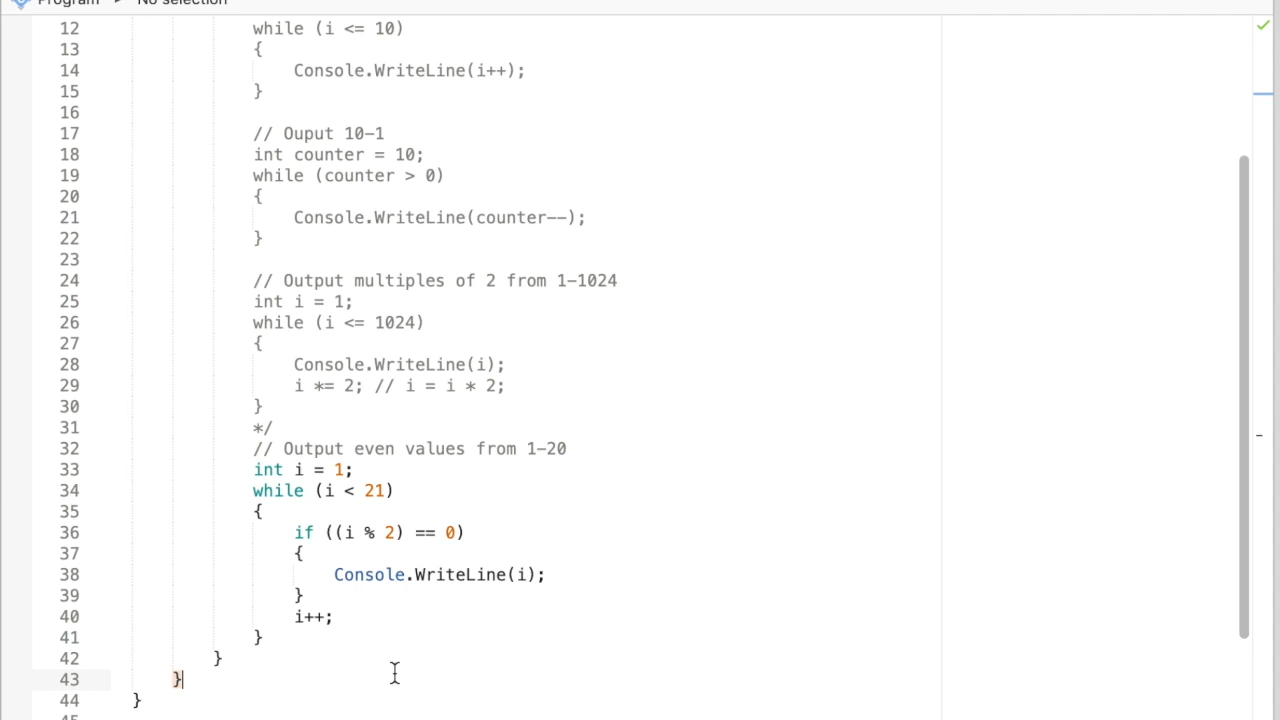 Program ▸ No selection
12 while (i <= 10)
13 {
14 Console.WriteLine(i++);
15 }
16
17 // Ouput 10-1
18 int counter = 10;
19 while (counter > 0)
20 {
21 Console.WriteLine(counter--);
22 }
23
24 // Output multiples of 2 from 1-1024
25 int i = 1;
26 while (i <= 1024)
27 {
28 Console.WriteLine(i);
29 i *= 2; // i = i * 2;
30 }
31 */
32 // Output even values from 1-20
33 int i = 1;
34 while (i < 21)
35 {
36 if ((i % 2) == 0)
37 {
38 Console.WriteLine(i);
39 }
40 i++;
41 }
42 }
43 }
44 }
45